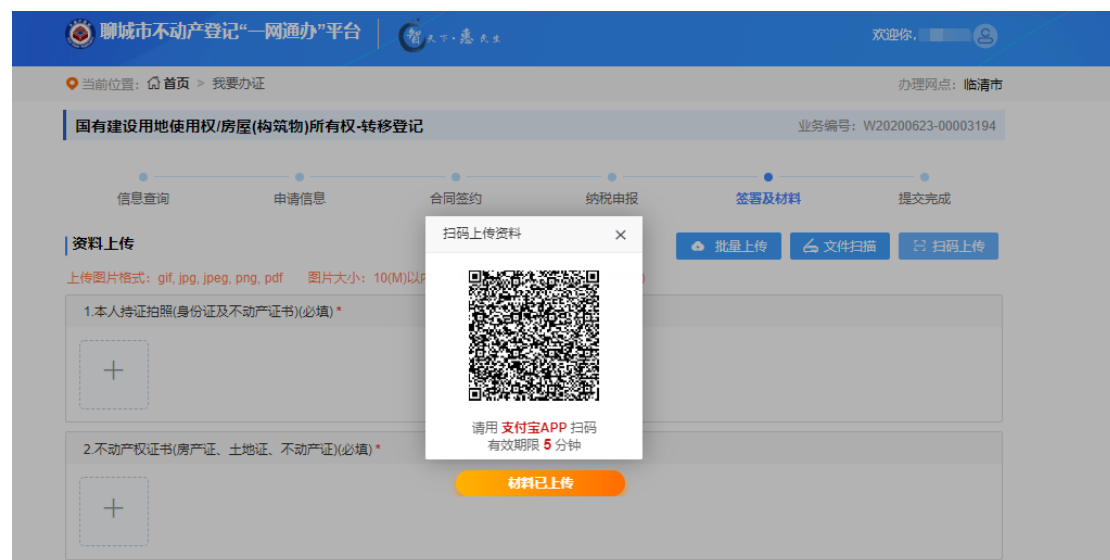 聊城市不动产登记“一网通办”平台
智天下·惠民生
欢迎你,
当前位置: 首页 > 我要办证
办理网点: 临清市
国有建设用地使用权/房屋(构筑物)所有权-转移登记
业务编号: W20200623-00003194
信息查询 申请信息 合同签约 纳税申报 签署及材料 提交完成
资料上传
批量上传 文件扫描 扫码上传
上传图片格式: gif, jpg, jpeg, png, pdf 图片大小: 10(M)以
扫码上传资料 ×
1.本人持证拍照(身份证及不动产证书)(必填) *
请用 支付宝APP 扫码
有效期限 5 分钟
2.不动产权证书(房产证、土地证、不动产证)(必填) *
材料已上传